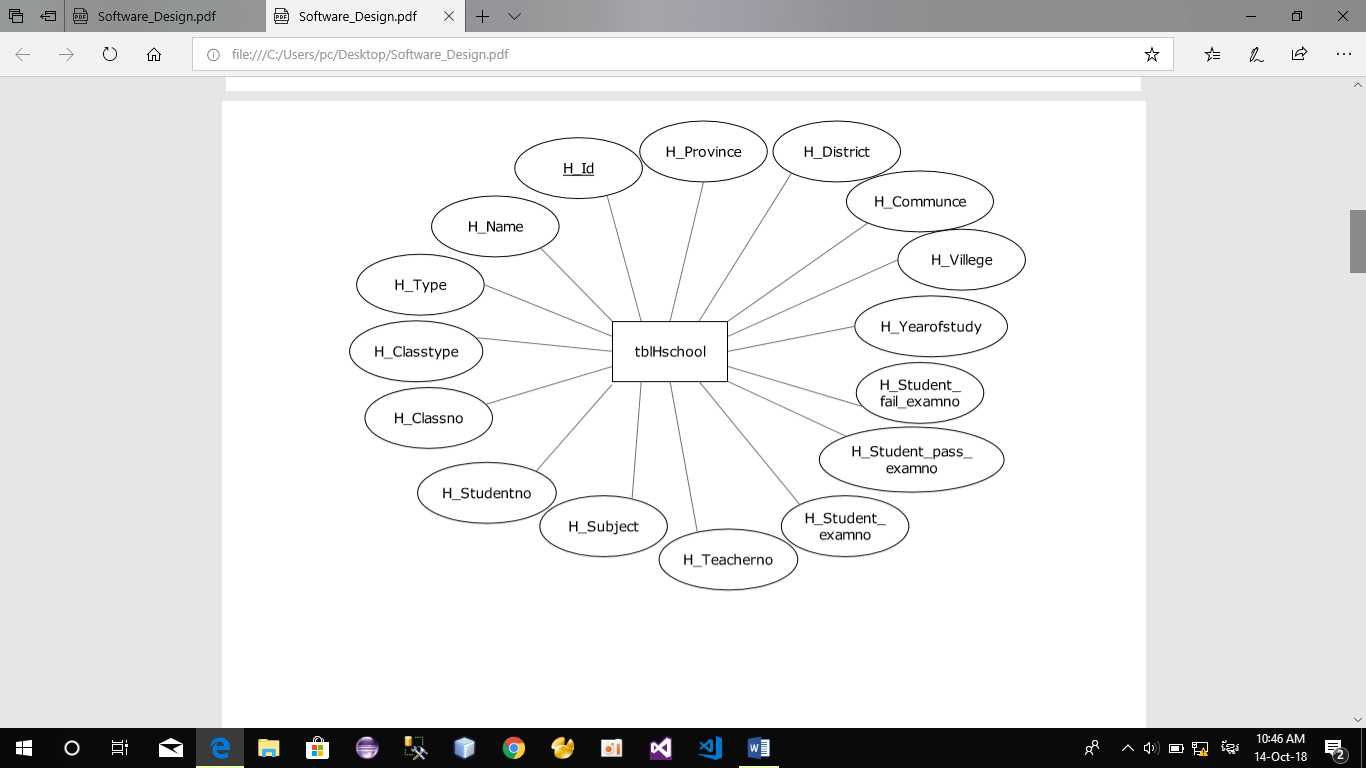 Software_Design.pdf
Software_Design.pdf
file:///C:/Users/pc/Desktop/Software_Design.pdf
H_Id
H_Province
H_District
H_Communce
H_Name
H_Villege
H_Type
H_Yearofstudy
H_Classtype
tblHschool
H_Student_
fail_examno
H_Classno
H_Student_pass_
examno
H_Studentno
H_Subject
H_Student_
examno
H_Teacherno
10:46 AM
14-Oct-18
2